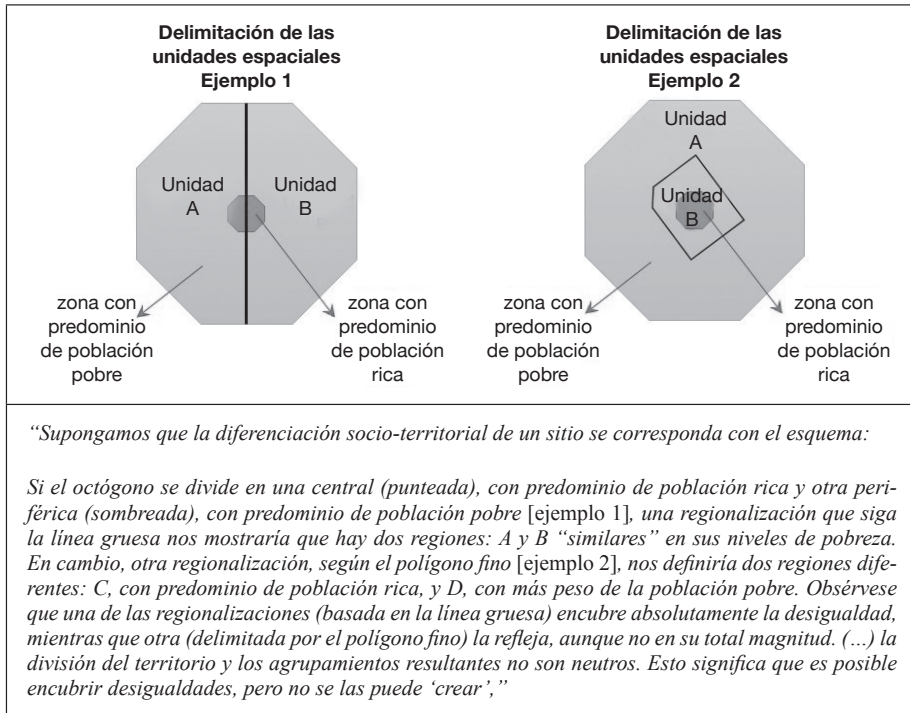 Delimitación de las
unidades espaciales
Ejemplo 1
Unidad
A
Unidad
B
zona con
predominio
de población
pobre
zona con
predominio
de población
rica
Delimitación de las
unidades espaciales
Ejemplo 2
Unidad
A
Unidad
B
zona con
predominio
de población
pobre
zona con
predominio
de población
rica
“Supongamos que la diferenciación socio-territorial de un sitio se corresponda con el esquema:
Si el octógono se divide en una central (punteada), con predominio de población rica y otra peri-
férica (sombreada), con predominio de población pobre [ejemplo 1], una regionalización que siga
la línea gruesa nos mostraría que hay dos regiones: A y B “similares” en sus niveles de pobreza.
En cambio, otra regionalización, según el polígono fino [ejemplo 2], nos definiría dos regiones dife-
rentes: C, con predominio de población rica, y D, con más peso de la población pobre. Obsérvese
que una de las regionalizaciones (basada en la línea gruesa) encubre absolutamente la desigualdad,
mientras que otra (delimitada por el polígono fino) la refleja, aunque no en su total magnitud. (…) la
división del territorio y los agrupamientos resultantes no son neutros. Esto significa que es posible
encubrir desigualdades, pero no se las puede ‘crear’,”